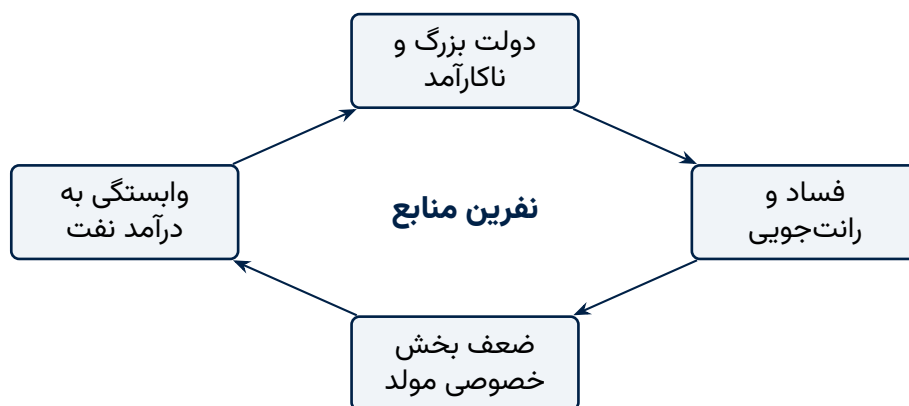 دولت بزرگ و
ناکارآمد
فساد و
رانت‌جویی
نفرین منابع
وابستگی به
درآمد نفت
ضعف بخش
خصوصی مولد